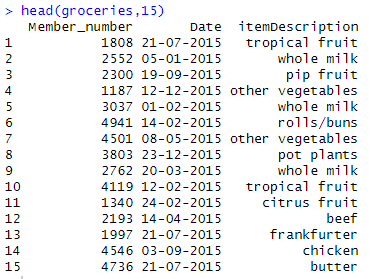 > head(groceries,15)
Member_number Date itemDescription
1 1808 21-07-2015 tropical fruit
2 2552 05-01-2015 whole milk
3 2300 19-09-2015 pip fruit
4 1187 12-12-2015 other vegetables
5 3037 01-02-2015 whole milk
6 4941 14-02-2015 rolls/buns
7 4501 08-05-2015 other vegetables
8 3803 23-12-2015 pot plants
9 2762 20-03-2015 whole milk
10 4119 12-02-2015 tropical fruit
11 1340 24-02-2015 citrus fruit
12 2193 14-04-2015 beef
13 1997 21-07-2015 frankfurter
14 4546 03-09-2015 chicken
15 4736 21-07-2015 butter